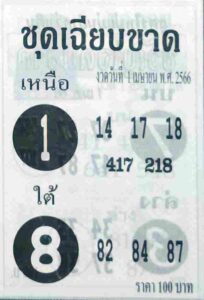 ชุดเฉียบขาด
เหนือ
งวดวันที่ 1 เมษายน พ.ศ. 2566
1
14 17 18
417 218
ใต้
8
82 84 87
ราคา 100 บาท